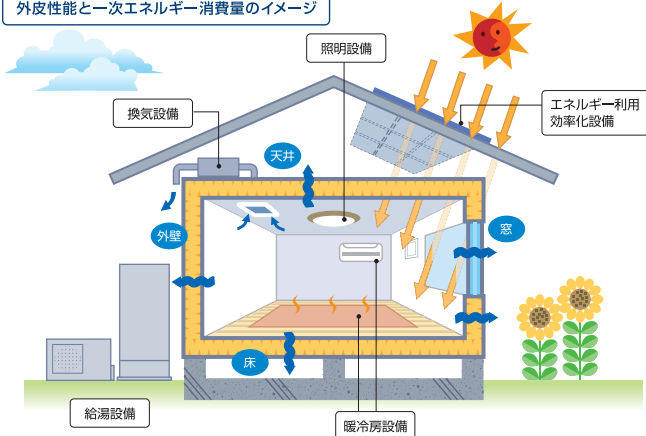 外皮性能と一次エネルギー消費量のイメージ
照明設備
エネルギー利用
効率化設備
換気設備
天井
外壁
窓
床
給湯設備
暖冷房設備